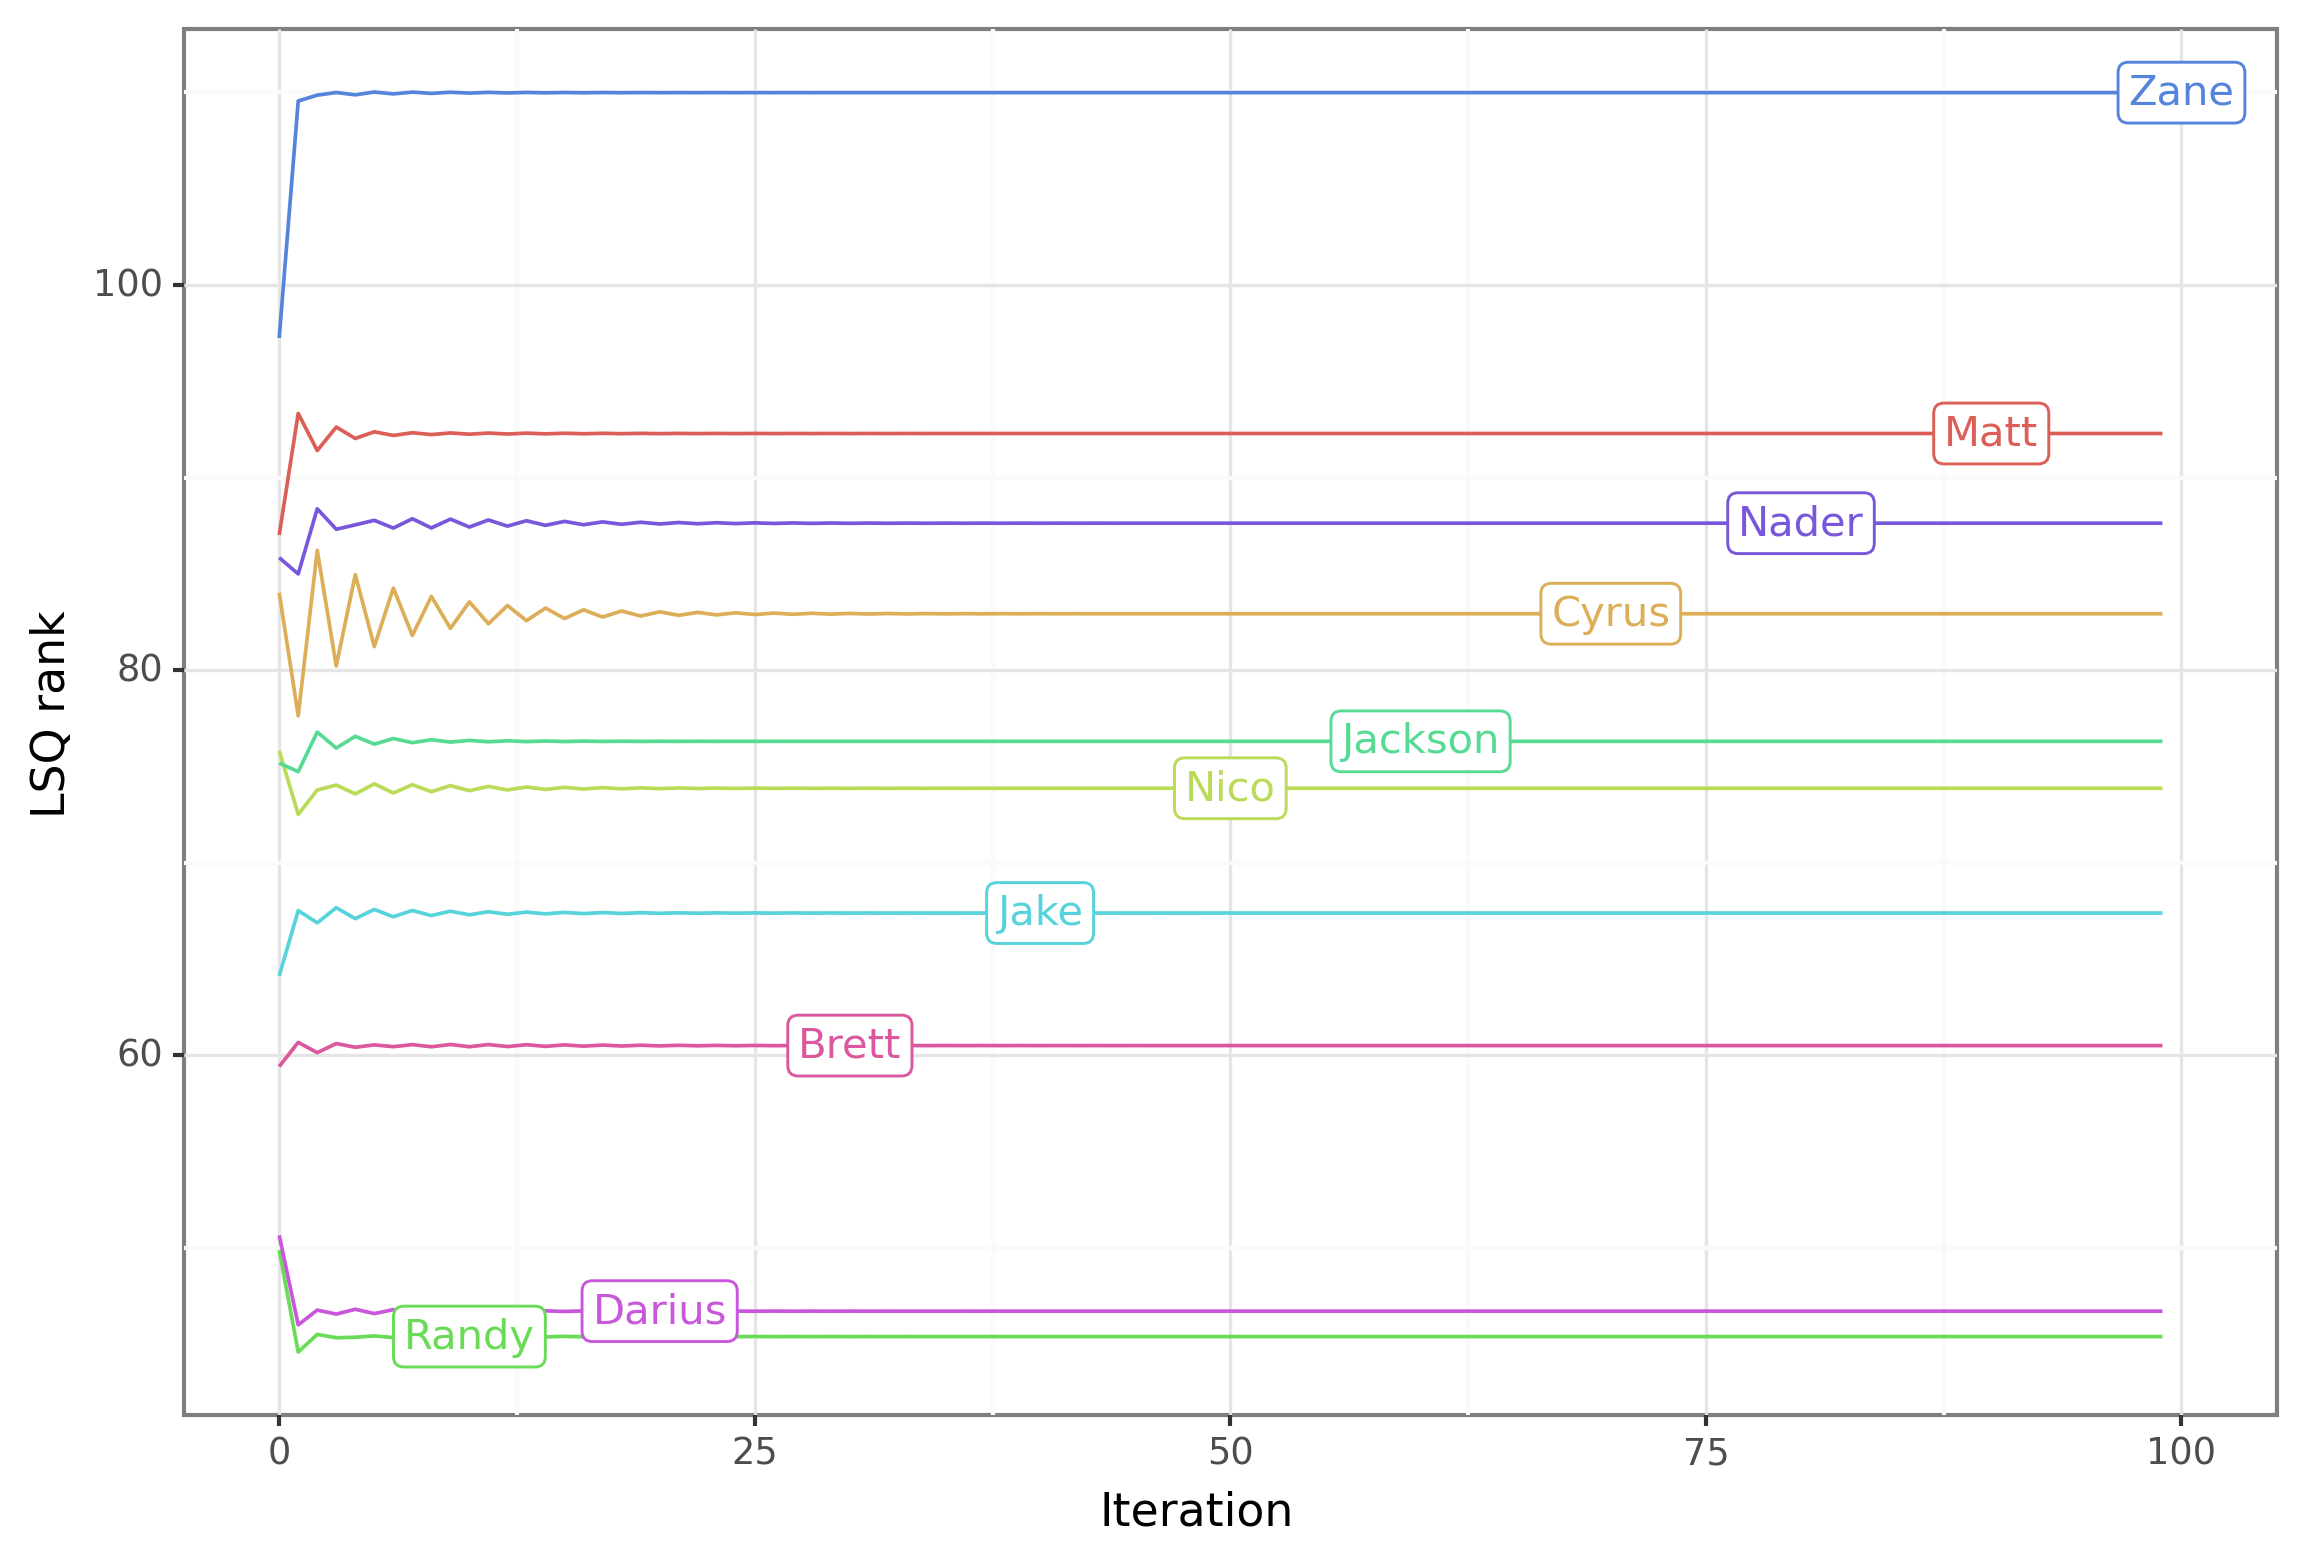 Zane
100
Matt
Nader
Cyrus
80
Jackson
Nico
Jake
Brett
60
Darius
Randy
0 25 50 75 100
Iteration
LSQ rank